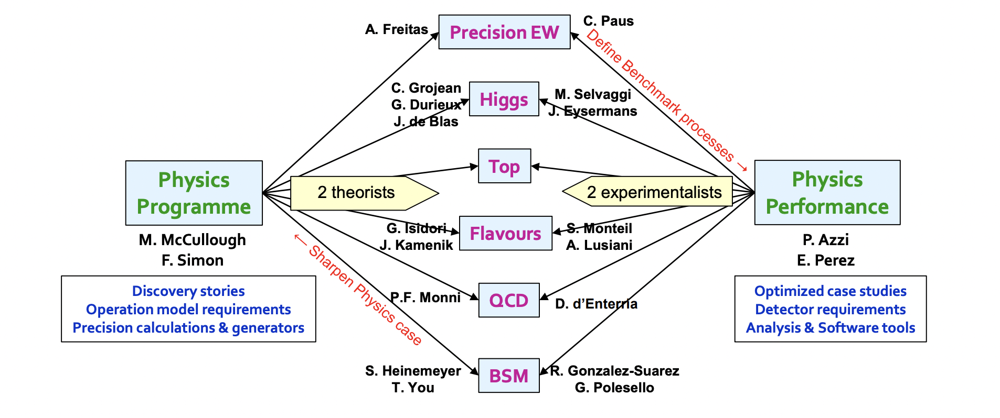 A. Freitas
Precision EW
C. Paus
Define Benchmark processes →
C. Grojean
G. Durieux
J. de Blas
Higgs
M. Selvaggi
J. Eysermans
Top
Physics
Programme
2 theorists
2 experimentalists
Physics
Performance
M. McCullough
F. Simon
G. Isidori
J. Kamenik
Flavours
S. Monteil
A. Lusiani
P. Azzi
E. Perez
← Sharpen Physics case
Discovery stories
Operation model requirements
Precision calculations & generators
P.F. Monni
QCD
D. d’Enterria
Optimized case studies
Detector requirements
Analysis & Software tools
S. Heinemeyer
T. You
BSM
R. Gonzalez-Suarez
G. Polesello